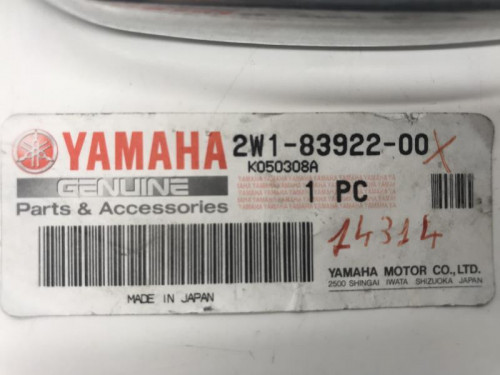 YAMAHA 2W1-83922-00 X
K050308A
GENUINE
1 PC
Parts & Accessories
14314
YAMAHA MOTOR CO., LTD.
2500 SHINGAI IWATA SHIZUOKA JAPAN
MADE IN JAPAN